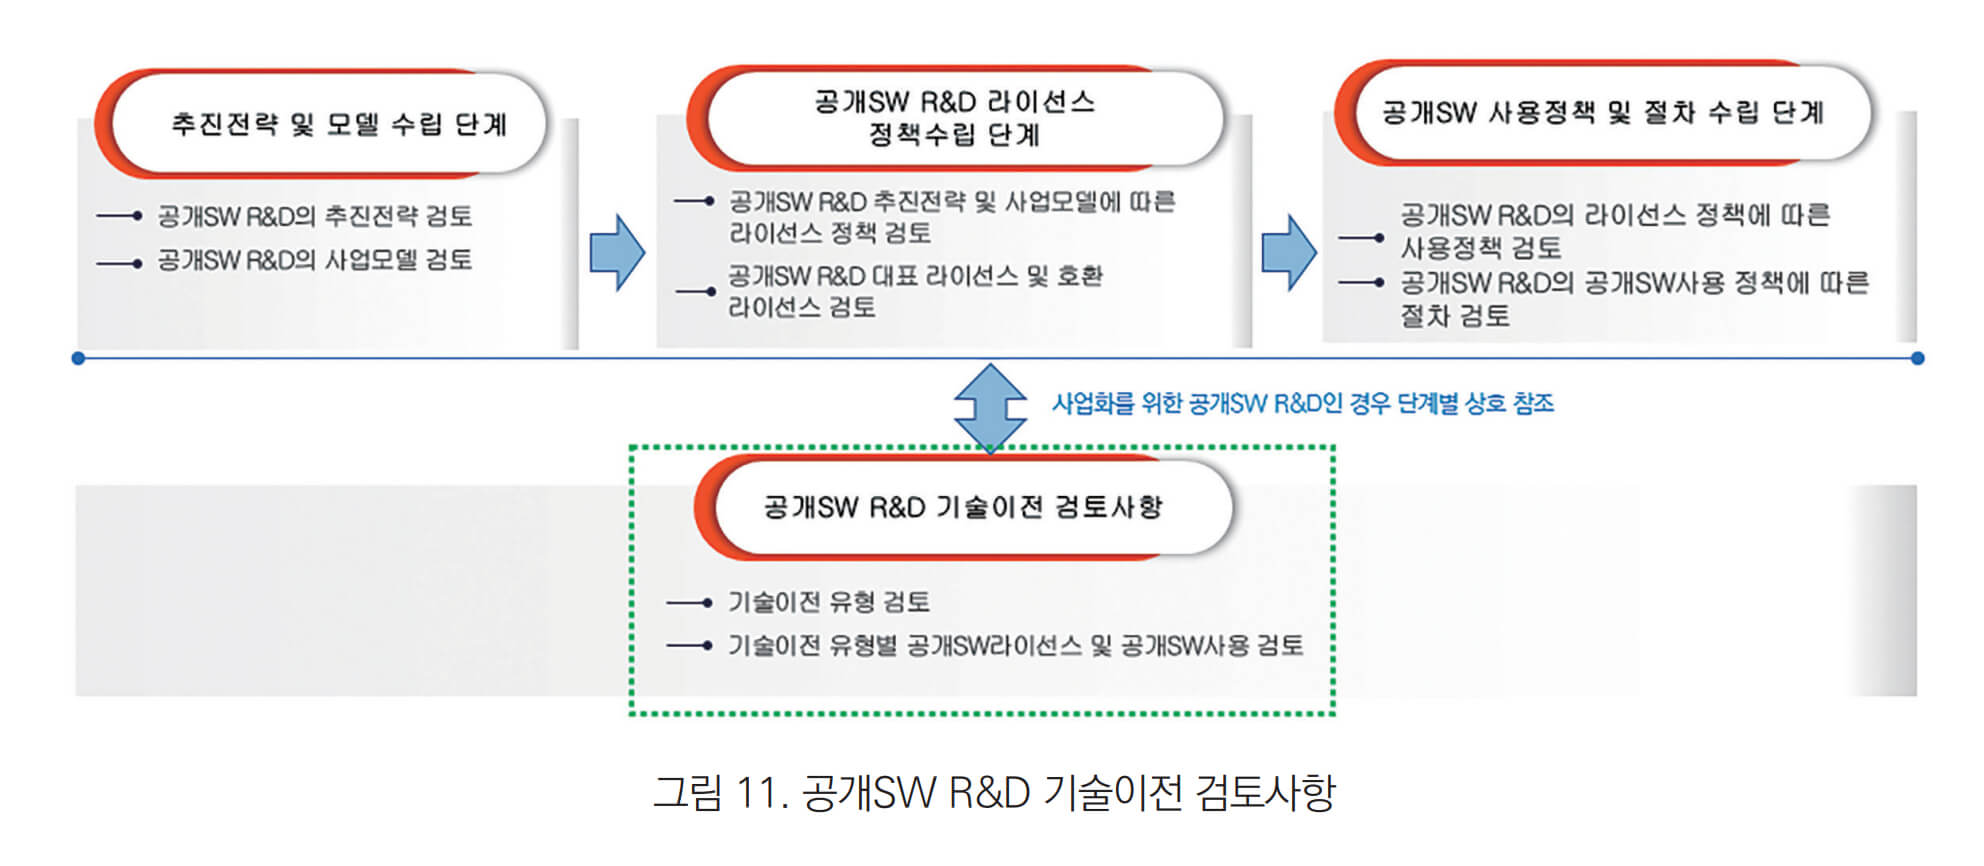 추진전략 및 모델 수립 단계
공개SW R&D의 추진전략 검토
공개SW R&D의 사업모델 검토
공개SW R&D 라이선스
정책수립 단계
공개SW R&D 추진전략 및 사업모델에 따른
라이선스 정책 검토
공개SW R&D 대표 라이선스 및 호환
라이선스 검토
공개SW 사용정책 및 절차 수립 단계
공개SW R&D의 라이선스 정책에 따른
사용정책 검토
공개SW R&D의 공개SW사용 정책에 따른
절차 검토
사업화를 위한 공개SW R&D인 경우 단계별 상호 참조
공개SW R&D 기술이전 검토사항
기술이전 유형 검토
기술이전 유형별 공개SW라이선스 및 공개SW사용 검토
그림 11. 공개SW R&D 기술이전 검토사항